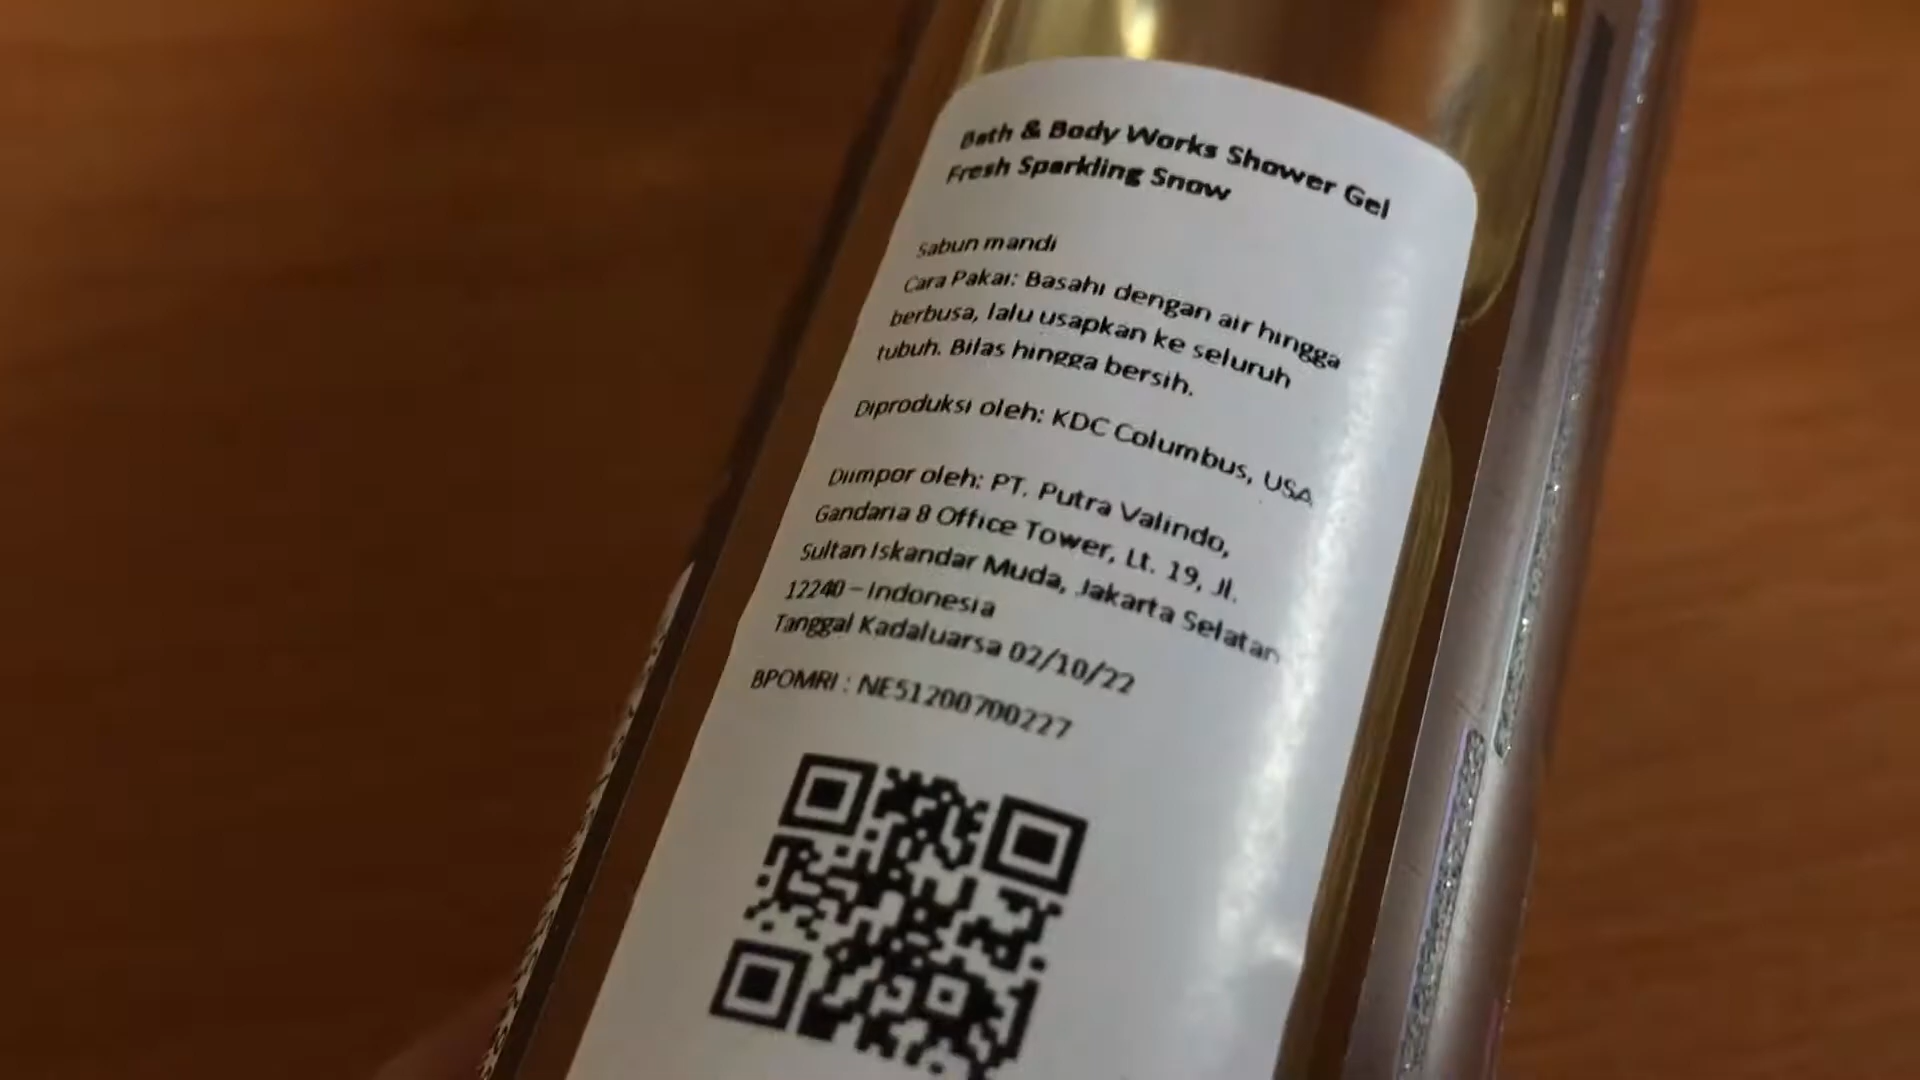 Bath & Body Works Shower Gel
Fresh Sparkling Snow
Sabun mandi
Cara Pakai: Basahi dengan air hingga
berbusa, lalu usapkan ke seluruh
tubuh. Bilas hingga bersih.
Diproduksi oleh: KDC Columbus, USA
Diimpor oleh: PT. Putra Valindo,
Gandaria 8 Office Tower, Lt. 19, Jl.
Sultan Iskandar Muda, Jakarta Selatan
12240 – Indonesia
Tanggal Kadaluarsa 02/10/22
BPOMRI : NE51200700227